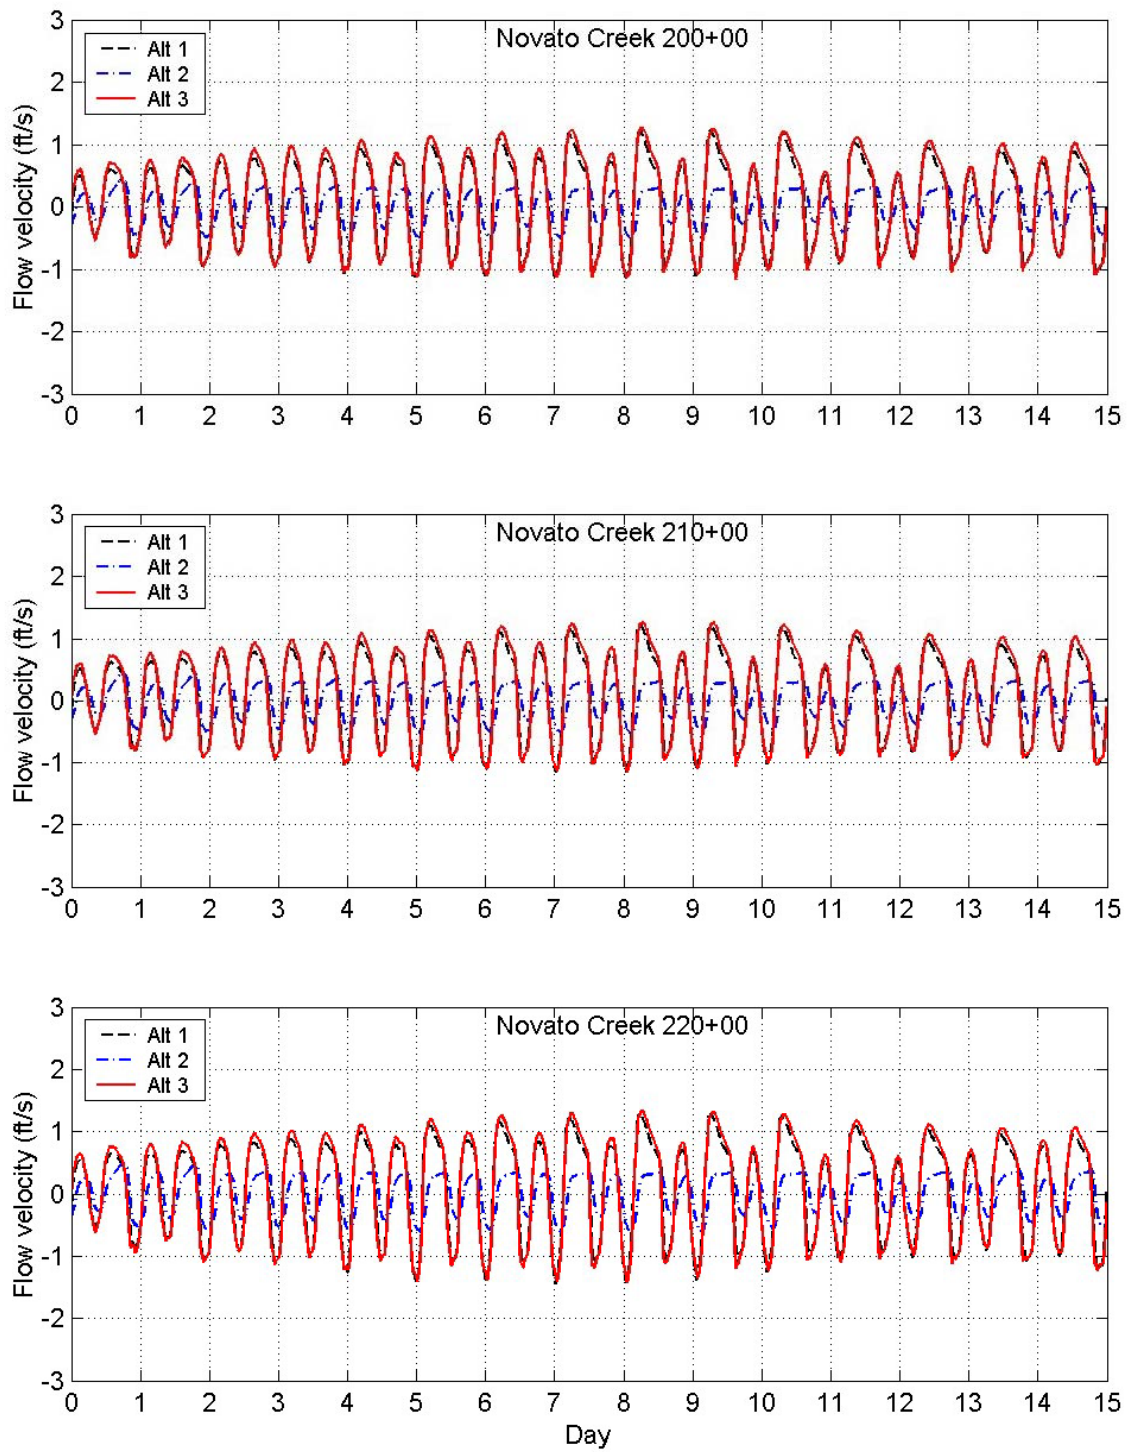 Novato Creek 200+00
Alt 1
Alt 2
Alt 3
Flow velocity (ft/s)
3
2
1
0
-1
-2
-3
0 1 2 3 4 5 6 7 8 9 10 11 12 13 14 15
Novato Creek 210+00
Alt 1
Alt 2
Alt 3
Flow velocity (ft/s)
3
2
1
0
-1
-2
-3
0 1 2 3 4 5 6 7 8 9 10 11 12 13 14 15
Novato Creek 220+00
Alt 1
Alt 2
Alt 3
Flow velocity (ft/s)
3
2
1
0
-1
-2
-3
0 1 2 3 4 5 6 7 8 9 10 11 12 13 14 15
Day